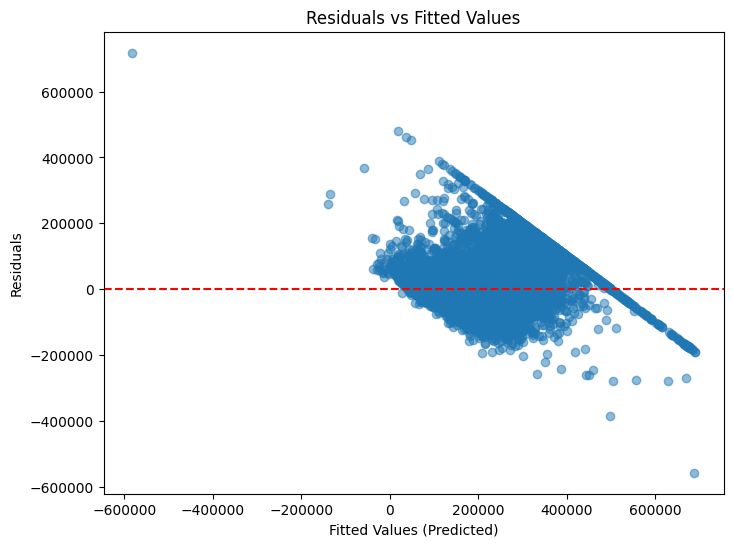 Residuals vs Fitted Values
Residuals
600000
400000
200000
0
−200000
−400000
−600000
−600000 −400000 −200000 0 200000 400000 600000
Fitted Values (Predicted)